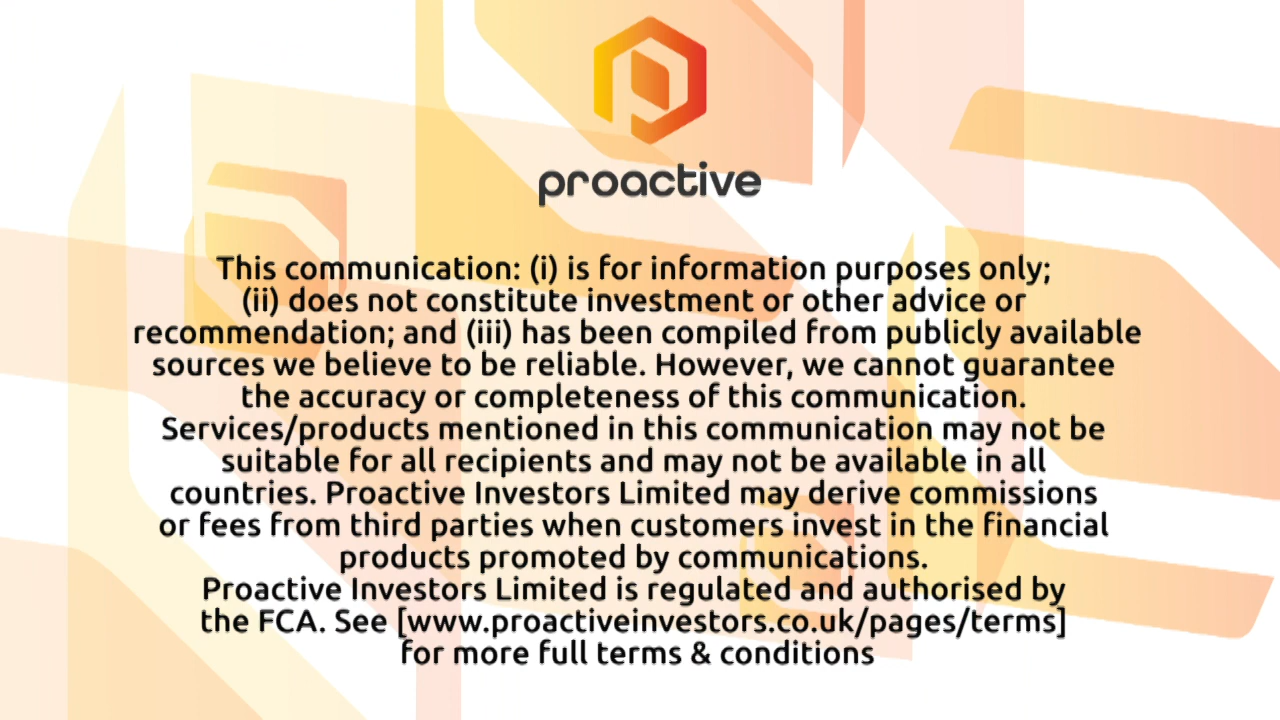 proactive
This communication: (i) is for information purposes only;
(ii) does not constitute investment or other advice or
recommendation; and (iii) has been compiled from publicly available
sources we believe to be reliable. However, we cannot guarantee
the accuracy or completeness of this communication.
Services/products mentioned in this communication may not be
suitable for all recipients and may not be available in all
countries. Proactive Investors Limited may derive commissions
or fees from third parties when customers invest in the financial
products promoted by communications.
Proactive Investors Limited is regulated and authorised by
the FCA. See [www.proactiveinvestors.co.uk/pages/terms]
for more full terms & conditions